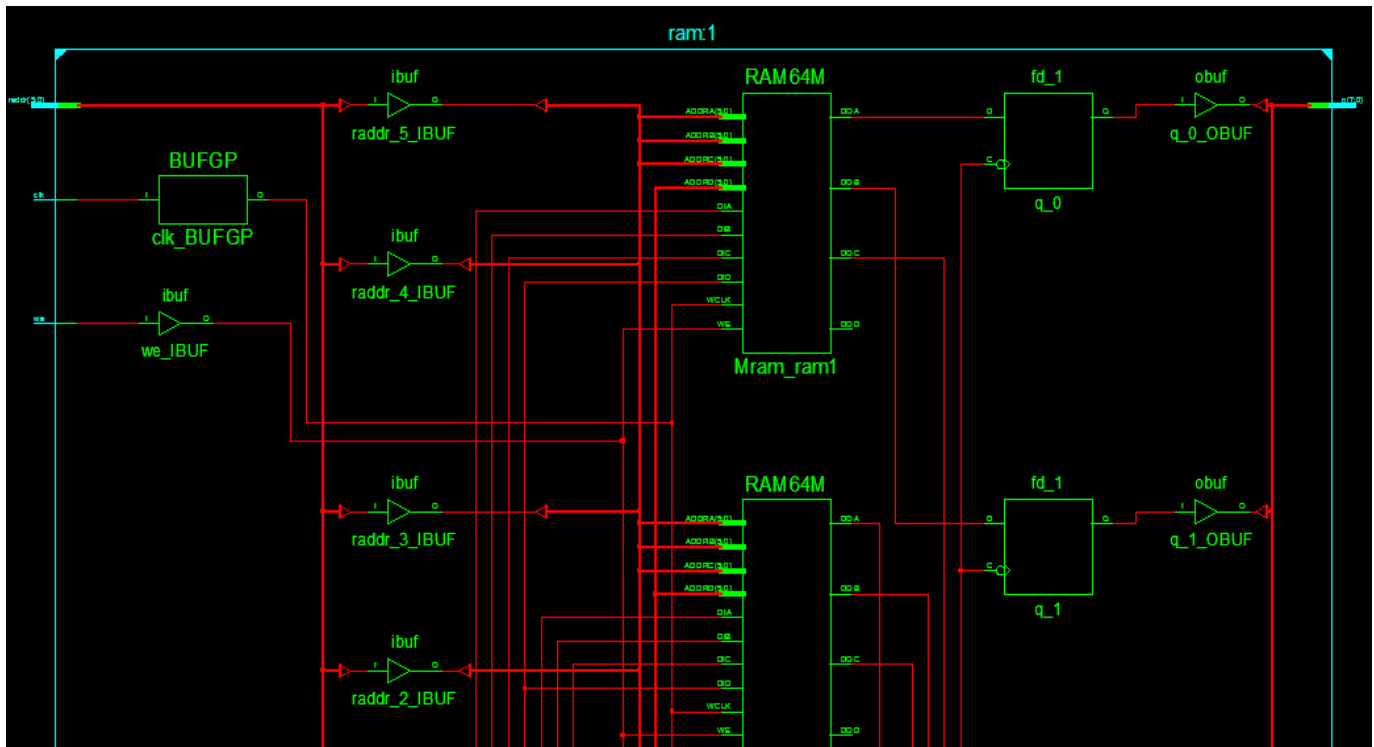 ram:1
raddr(5:0)
ibuf
I
O
raddr_5_IBUF
RAM64M
ADDRA(5:0)
ADDRB(5:0)
ADDRC(5:0)
ADDRD(5:0)
DIA
DIB
DIC
DID
WCLK
WE
DOA
DOB
DOC
DOD
Mram_ram1
fd_1
D
C
Q
q_0
obuf
I
O
q_0_OBUF
q(7:0)
BUFGP
clk
I
O
clk_BUFGP
ibuf
I
O
raddr_4_IBUF
ibuf
we
I
O
we_IBUF
ibuf
I
O
raddr_3_IBUF
RAM64M
ADDRA(5:0)
ADDRB(5:0)
ADDRC(5:0)
ADDRD(5:0)
DIA
DIB
DIC
DID
WCLK
WE
DOA
DOB
DOC
DOD
fd_1
D
C
Q
q_1
obuf
I
O
q_1_OBUF
ibuf
I
O
raddr_2_IBUF